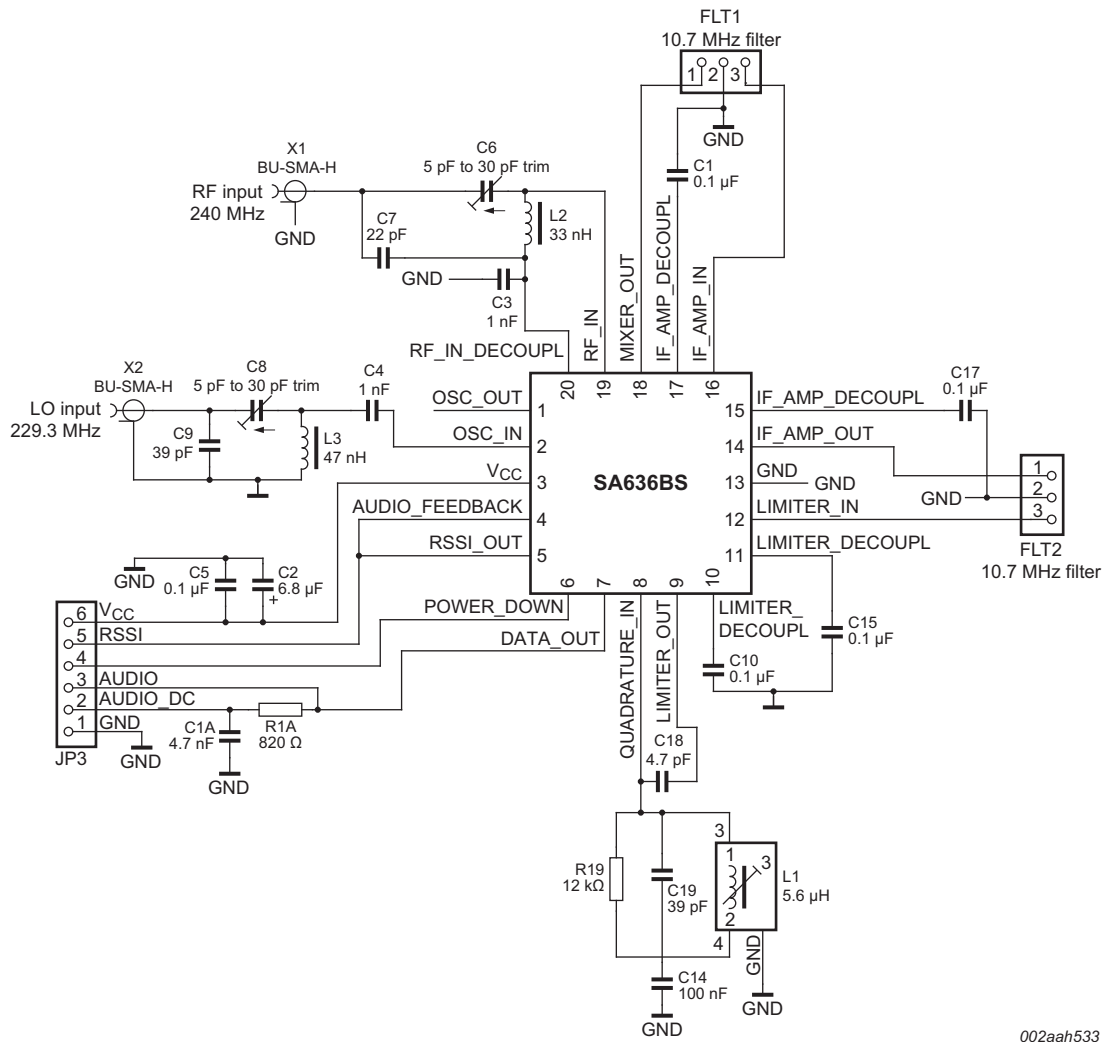 FLT1
10.7 MHz filter
1 2 3
GND
C1
0.1 µF
X1
BU-SMA-H
RF input
240 MHz
GND
C6
5 pF to 30 pF trim
C7
22 pF
L2
33 nH
GND
C3
1 nF
RF_IN_DECOUPL
RF_IN
MIXER_OUT
IF_AMP_DECOUPL
IF_AMP_IN
20 19 18 17 16
X2
BU-SMA-H
LO input
229.3 MHz
C8
5 pF to 30 pF trim
C4
1 nF
C9
39 pF
L3
47 nH
OSC_OUT
1
OSC_IN
2
VCC
3
AUDIO_FEEDBACK
4
RSSI_OUT
5
SA636BS
15
IF_AMP_DECOUPL
14
IF_AMP_OUT
13
GND
GND
12
LIMITER_IN
11
LIMITER_DECOUPL
C17
0.1 µF
GND
1
2
3
FLT2
10.7 MHz filter
6 7 8 9 10
POWER_DOWN
DATA_OUT
QUADRATURE_IN
LIMITER_OUT
LIMITER_
DECOUPL
C15
0.1 µF
C10
0.1 µF
GND
C5
0.1 µF
C2
6.8 µF
+
6
VCC
5
RSSI
4
3
AUDIO
2
AUDIO_DC
1
GND
JP3
GND
C1A
4.7 nF
GND
R1A
820 Ω
C18
4.7 pF
R19
12 kΩ
C19
39 pF
3
1
3
2
4
L1
5.6 µH
GND
GND
C14
100 nF
GND
002aah533